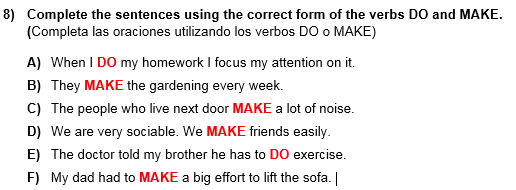 8) Complete the sentences using the correct form of the verbs DO and MAKE.
(Completa las oraciones utilizando los verbos DO o MAKE)
A) When I DO my homework I focus my attention on it.
B) They MAKE the gardening every week.
C) The people who live next door MAKE a lot of noise.
D) We are very sociable. We MAKE friends easily.
E) The doctor told my brother he has to DO exercise.
F) My dad had to MAKE a big effort to lift the sofa.